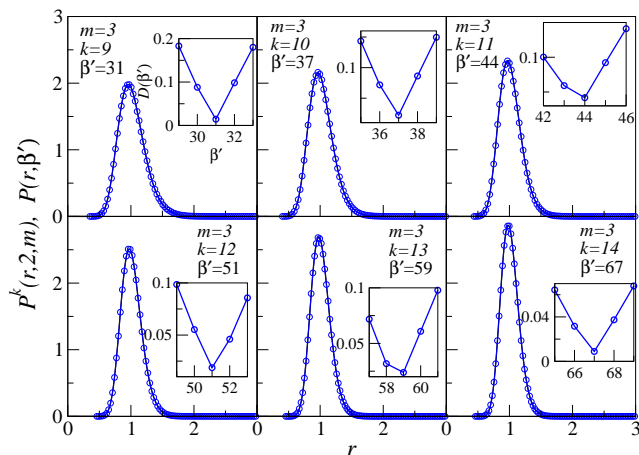 P^k(r,2,m), P(r,β′)
3
2
1
0
m=3
k=9
β′=31
0.2
0.1
0
D(β′)
30
32
β′
m=3
k=10
β′=37
0.1
36
38
m=3
k=11
β′=44
0.1
42
44
46
2
1
0
m=3
k=12
β′=51
0.1
0.05
50
52
m=3
k=13
β′=59
0.1
0.05
58
60
m=3
k=14
β′=67
0.04
0
66
68
0
1
2
0
1
2
0
1
2
3
r